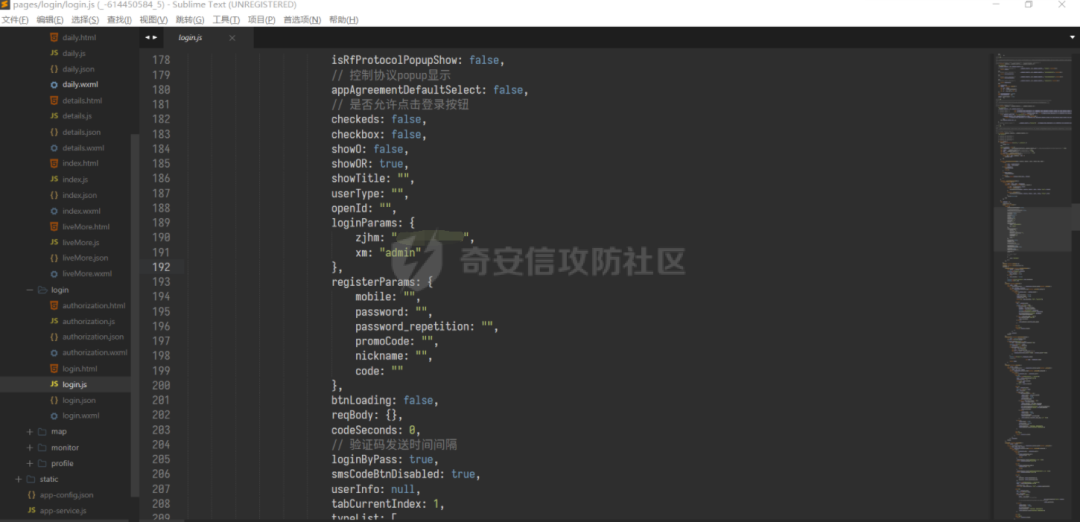 pages/login/login.js (_-614450584_5) - Sublime Text (UNREGISTERED)
文件(F) 编辑(E) 选择(S) 查找(I) 视图(V) 跳转(G) 工具(T) 项目(P) 首选项(N) 帮助(H)
daily.html
JS daily.js
{} daily.json
daily.wxml
details.html
JS details.js
{} details.json
details.wxml
index.html
JS index.js
{} index.json
index.wxml
liveMore.html
JS liveMore.js
{} liveMore.json
liveMore.wxml
login
authorization.html
JS authorization.js
{} authorization.json
authorization.wxml
login.html
JS login.js
{} login.json
login.wxml
map
monitor
profile
static
{} app-config.json
JS app-service.js
login.js
178 isRfProtocolPopupShow: false,
179 // 控制协议popup显示
180 appAgreementDefaultSelect: false,
181 // 是否允许点击登录按钮
182 checkeds: false,
183 checkbox: false,
184 showO: false,
185 showOR: true,
186 showTitle: "",
187 userType: "",
188 openId: "",
189 loginParams: {
190 zjhm: "",
191 xm: "admin"
192 },
193 registerParams: {
194 mobile: "",
195 password: "",
196 password_repetition: "",
197 promoCode: "",
198 nickname: "",
199 code: ""
200 },
201 btnLoading: false,
202 reqBody: {},
203 codeSeconds: 0,
204 // 验证码发送时间间隔
205 loginByPass: true,
206 smsCodeBtnDisabled: true,
207 userInfo: null,
208 tabCurrentIndex: 1,
209 typeList: [
奇安信攻防社区